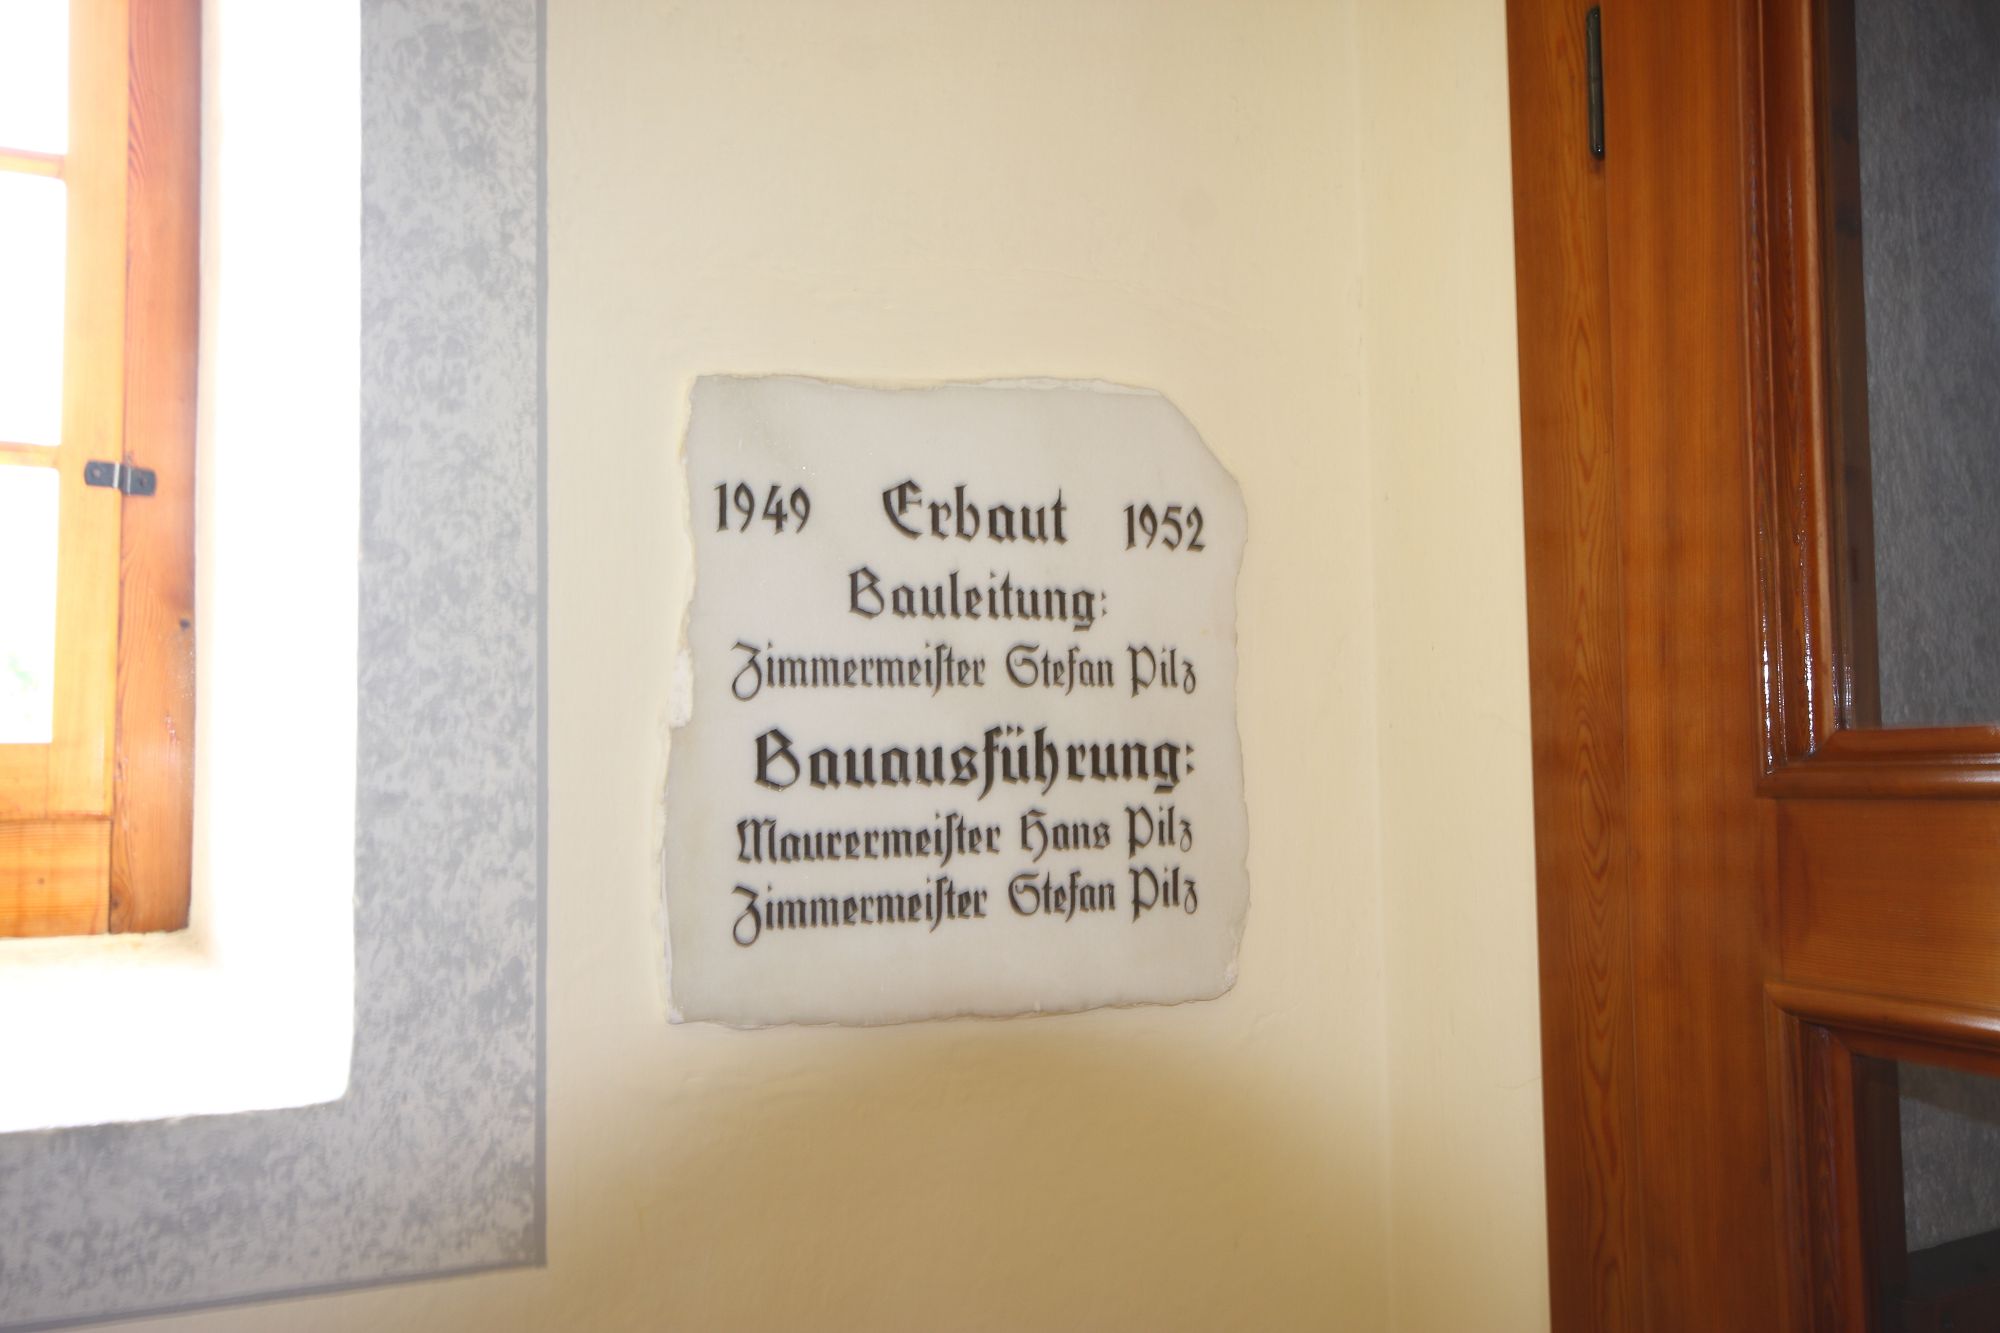 1949 Erbaut 1952
Bauleitung:
Zimmermeiſter Stefan Pilz
Bauausführung:
Maurermeiſter Hans Pilz
Zimmermeiſter Stefan Pilz